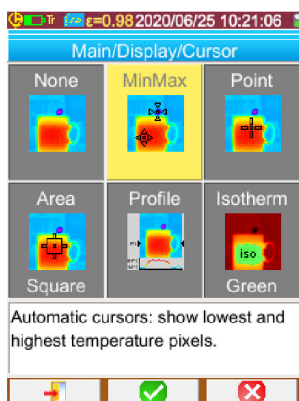 Tr ε=0.98 2020/06/25 10:21:06
Main/Display/Cursor
None MinMax Point
Area Profile Isotherm
iso
Square Green
Automatic cursors: show lowest and
highest temperature pixels.